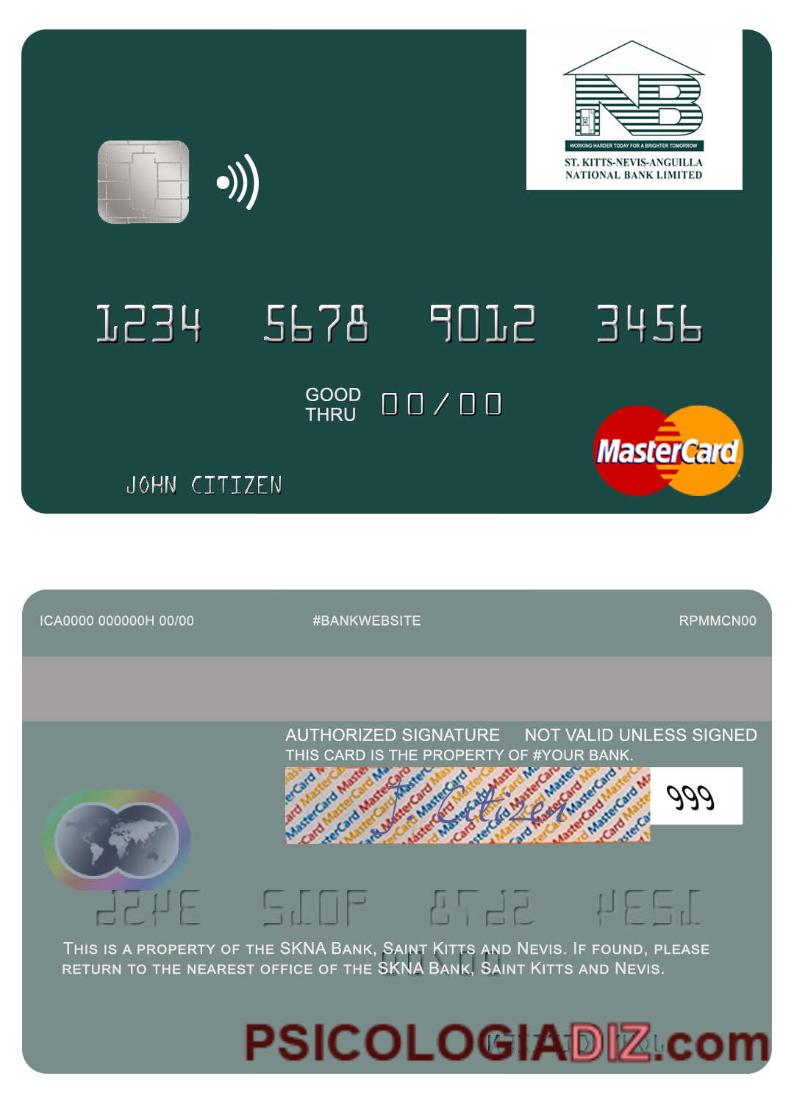 WORKING HARDER TODAY FOR A BRIGHTER TOMORROW
ST. KITTS-NEVIS-ANGUILLA
NATIONAL BANK LIMITED
1234 5678 9012 3456
GOOD
THRU 00/00
MasterCard
JOHN CITIZEN
ICA0000 000000H 00/00 #BANKWEBSITE RPMMCN00
AUTHORIZED SIGNATURE NOT VALID UNLESS SIGNED
THIS CARD IS THE PROPERTY OF #YOUR BANK.
J. Citizen 999
THIS IS A PROPERTY OF THE SKNA BANK, SAINT KITTS AND NEVIS. IF FOUND, PLEASE
RETURN TO THE NEAREST OFFICE OF THE SKNA BANK, SAINT KITTS AND NEVIS.
PSICOLOGIADIZ.com